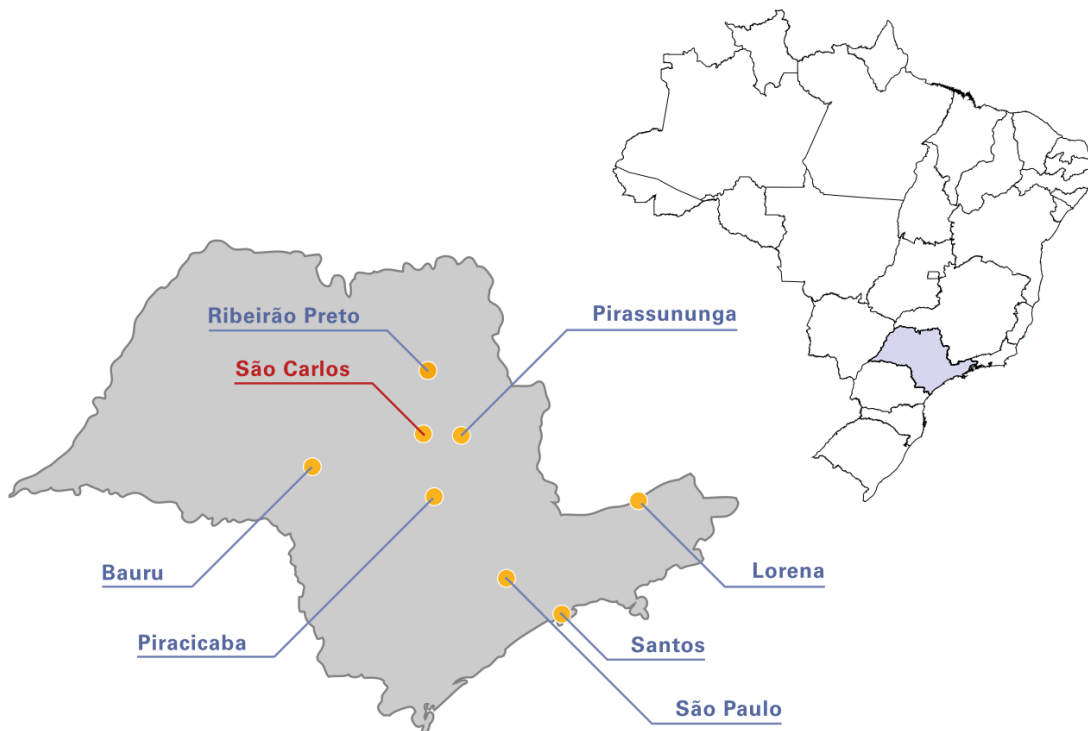 Ribeirão Preto
Pirassununga
São Carlos
Bauru
Lorena
Piracicaba
Santos
São Paulo